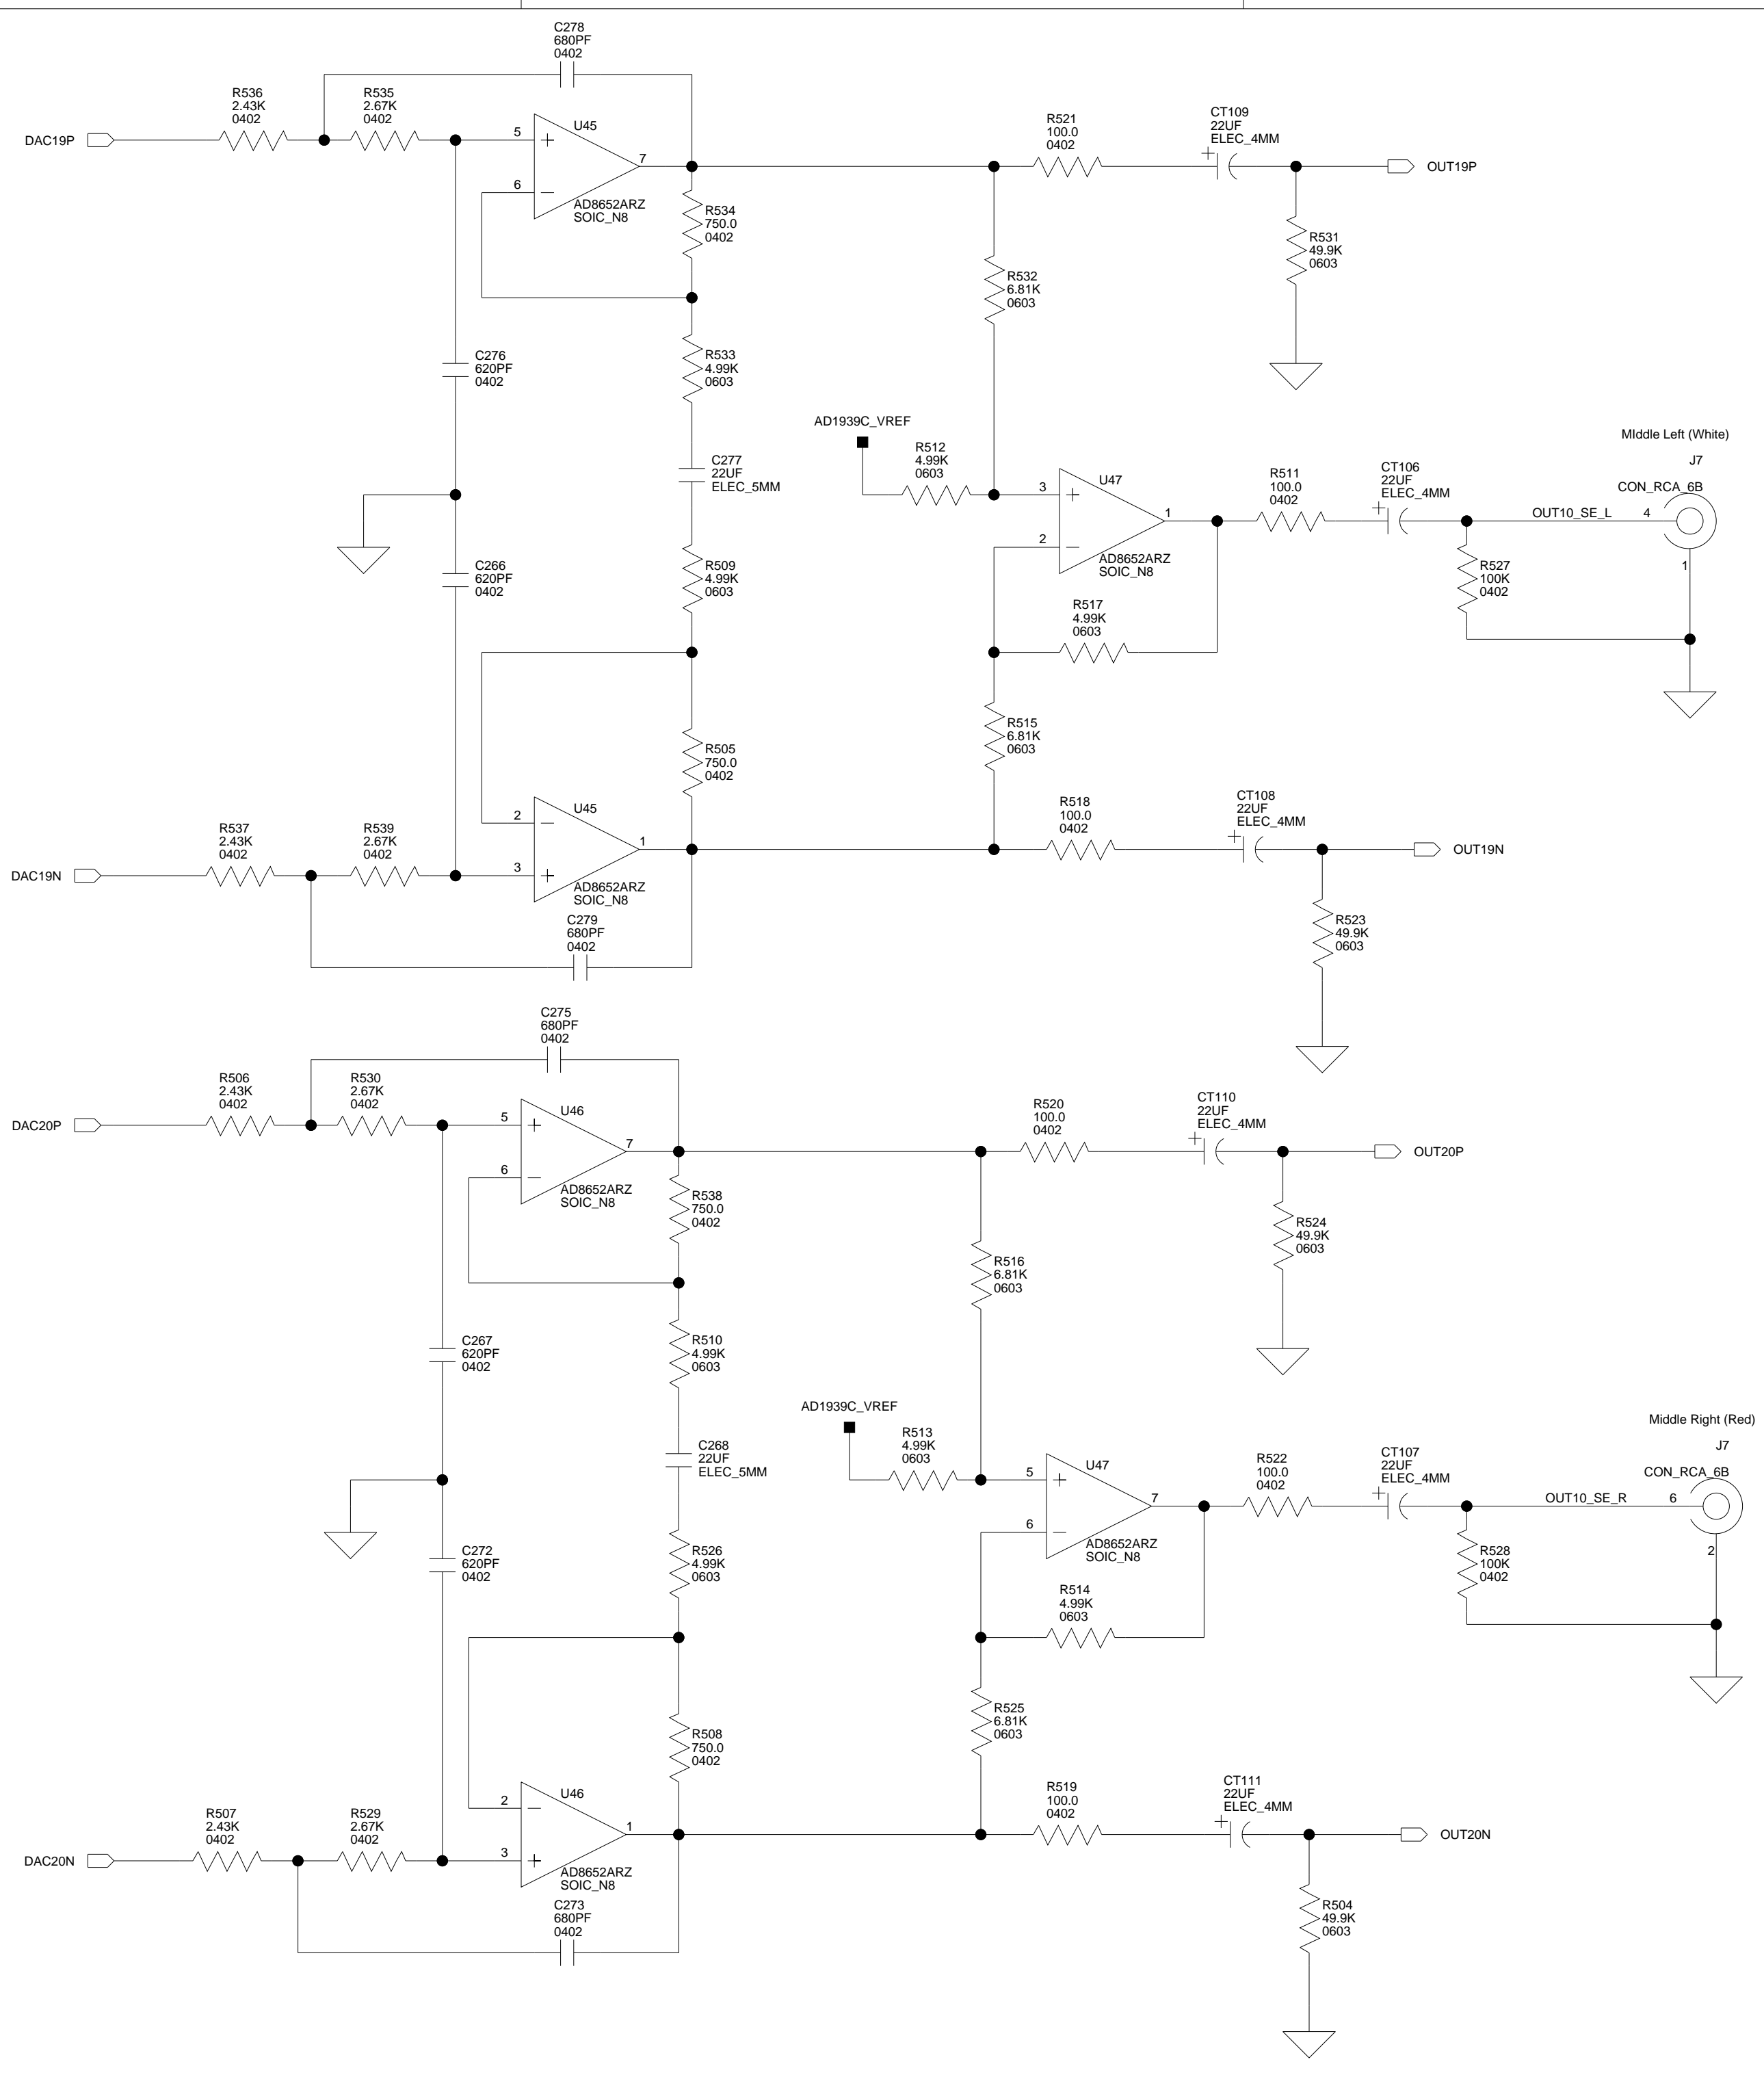 C278
680PF
0402
R536
2.43K
0402
R535
2.67K
0402
DAC19P
5
6
7
U45
AD8652ARZ
SOIC_N8
R534
750.0
0402
R521
100.0
0402
CT109
22UF
ELEC_4MM
OUT19P
R531
49.9K
0603
R532
6.81K
0603
C276
620PF
0402
R533
4.99K
0603
C277
22UF
ELEC_5MM
AD1939C_VREF
R512
4.99K
0603
3
2
1
U47
AD8652ARZ
SOIC_N8
R511
100.0
0402
CT106
22UF
ELEC_4MM
MIddle Left (White)
J7
CON_RCA_6B
OUT10_SE_L
4
1
R527
100K
0402
C266
620PF
0402
R509
4.99K
0603
R517
4.99K
0603
R515
6.81K
0603
R505
750.0
0402
U45
2
3
1
AD8652ARZ
SOIC_N8
R537
2.43K
0402
R539
2.67K
0402
DAC19N
R518
100.0
0402
CT108
22UF
ELEC_4MM
OUT19N
R523
49.9K
0603
C279
680PF
0402
C275
680PF
0402
R506
2.43K
0402
R530
2.67K
0402
DAC20P
5
6
7
U46
AD8652ARZ
SOIC_N8
R538
750.0
0402
R520
100.0
0402
CT110
22UF
ELEC_4MM
OUT20P
R524
49.9K
0603
R516
6.81K
0603
C267
620PF
0402
R510
4.99K
0603
C268
22UF
ELEC_5MM
AD1939C_VREF
R513
4.99K
0603
5
6
7
U47
AD8652ARZ
SOIC_N8
R522
100.0
0402
CT107
22UF
ELEC_4MM
Middle Right (Red)
J7
CON_RCA_6B
OUT10_SE_R
6
2
R528
100K
0402
C272
620PF
0402
R526
4.99K
0603
R514
4.99K
0603
R525
6.81K
0603
R508
750.0
0402
U46
2
3
1
AD8652ARZ
SOIC_N8
R507
2.43K
0402
R529
2.67K
0402
DAC20N
R519
100.0
0402
CT111
22UF
ELEC_4MM
OUT20N
R504
49.9K
0603
C273
680PF
0402